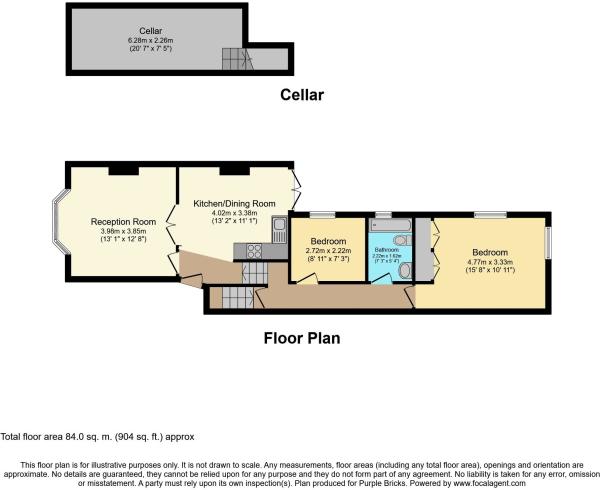 Cellar
6.28m x 2.26m
(20' 7" x 7' 5")
Cellar
Reception Room
3.98m x 3.85m
(13' 1" x 12' 8")
Kitchen/Dining Room
4.02m x 3.38m
(13' 2" x 11' 1")
Bedroom
2.72m x 2.22m
(8' 11" x 7' 3")
Bathroom
2.22m x 1.62m
(7' 3" x 5' 4")
Bedroom
4.77m x 3.33m
(15' 8" x 10' 11")
Floor Plan
Total floor area 84.0 sq. m. (904 sq. ft.) approx
This floor plan is for illustrative purposes only. It is not drawn to scale. Any measurements, floor areas (including any total floor area), openings and orientation are
approximate. No details are guaranteed, they cannot be relied upon for any purpose and they do not form part of any agreement. No liability is taken for any error, omission
or misstatement. A party must rely upon its own inspection(s). Plan produced for Purple Bricks. Powered by www.focalagent.com